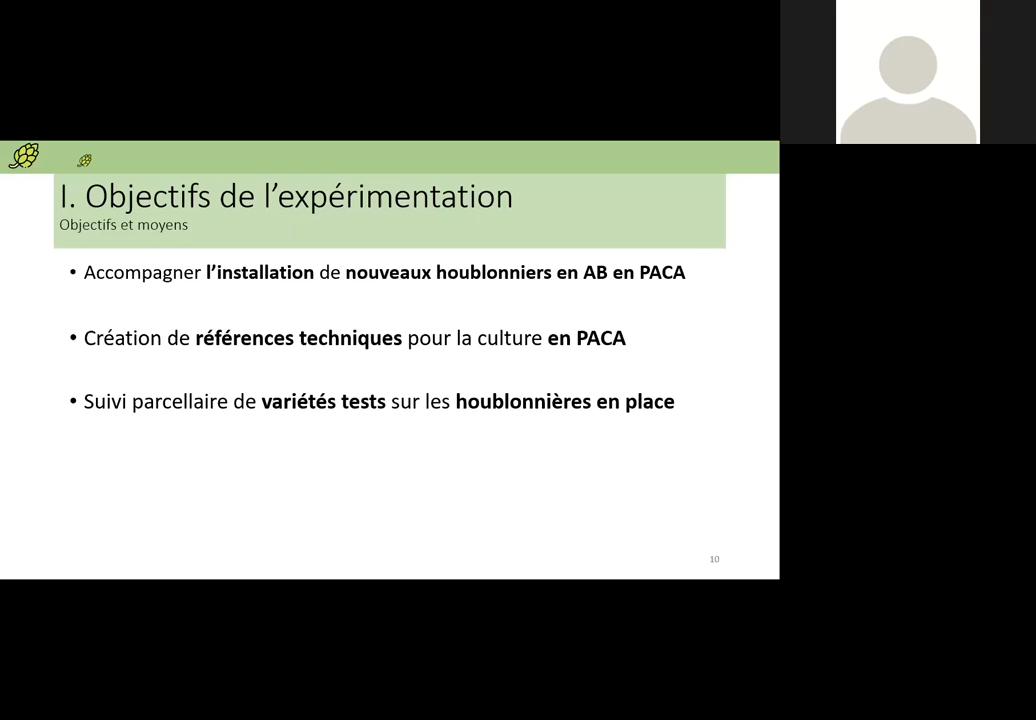 I. Objectifs de l’expérimentation
Objectifs et moyens
• Accompagner l’installation de nouveaux houblonniers en AB en PACA
• Création de références techniques pour la culture en PACA
• Suivi parcellaire de variétés tests sur les houblonnières en place
10